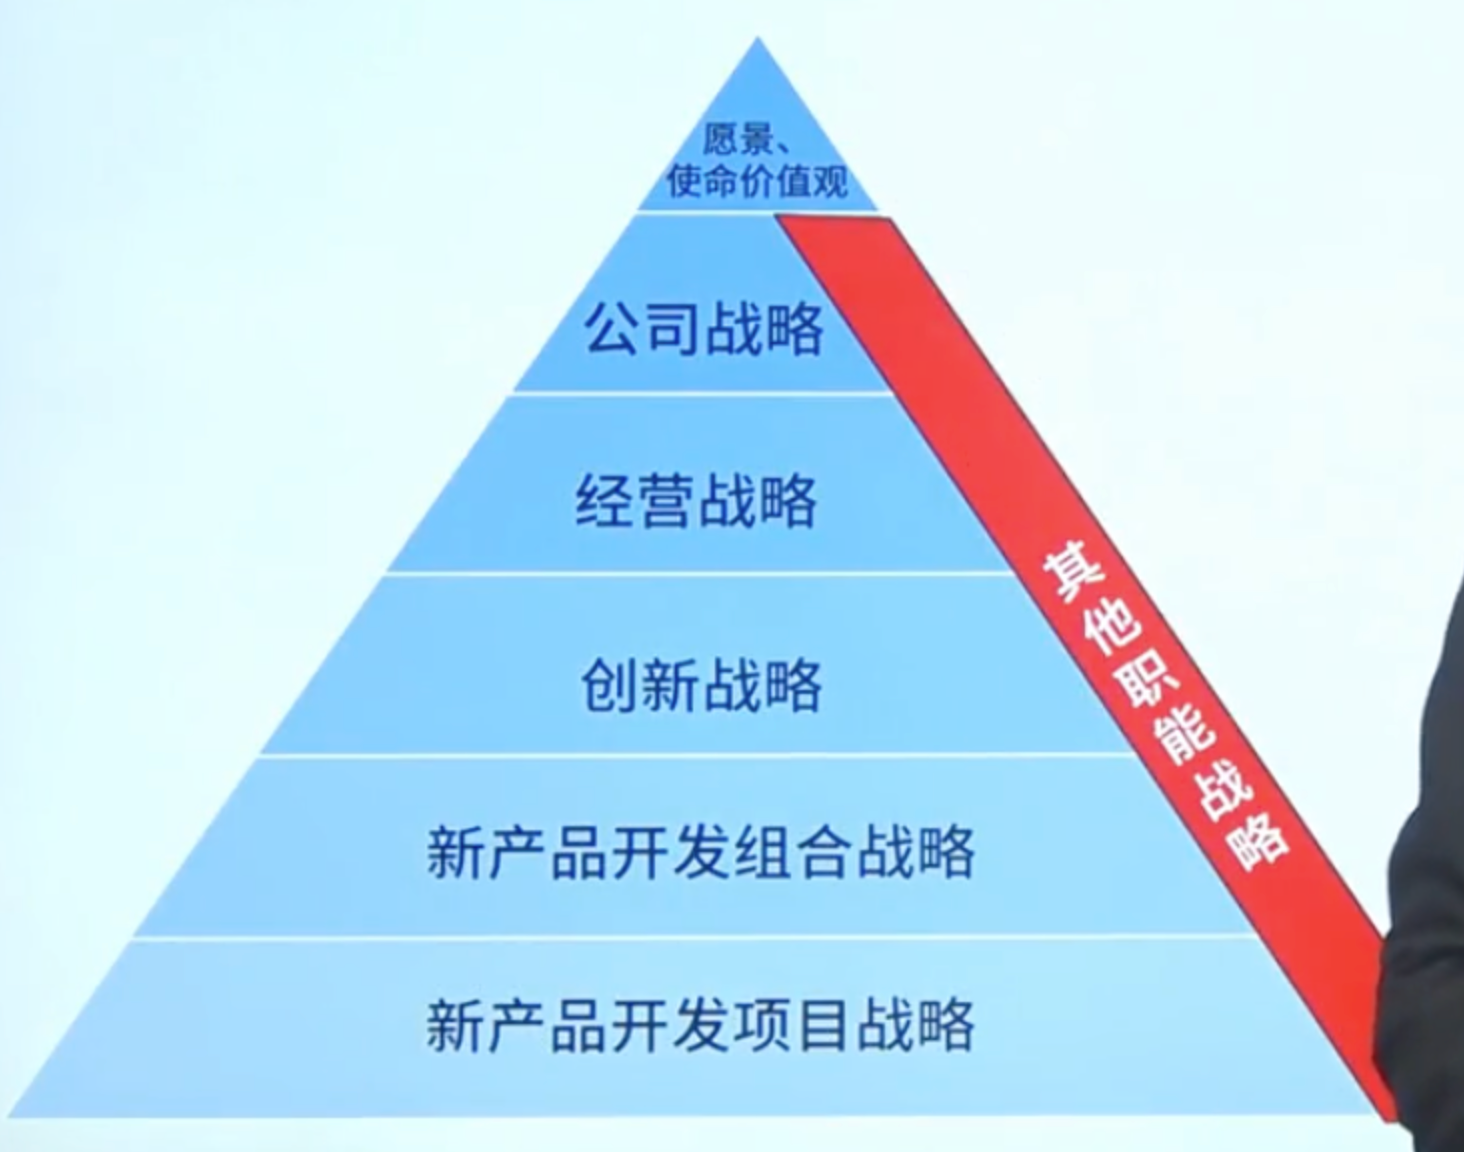 愿景、
使命价值观
公司战略
经营战略
创新战略
新产品开发组合战略
新产品开发项目战略
其他职能战略